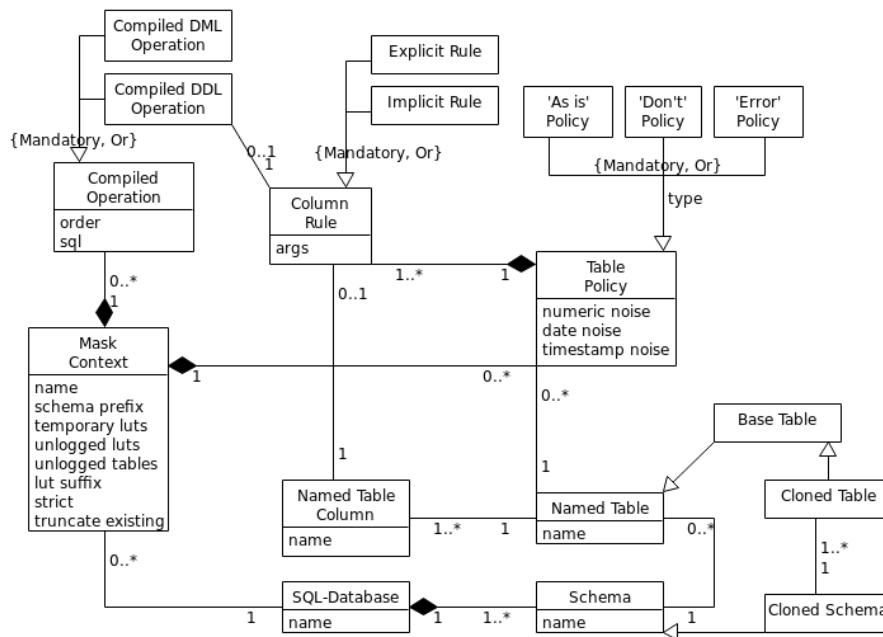 Compiled DML
Operation
Compiled DDL
Operation
Explicit Rule
Implicit Rule
'As is'
Policy
'Don't'
Policy
'Error'
Policy
{Mandatory, Or}
0..1
1
{Mandatory, Or}
{Mandatory, Or}
type
Compiled
Operation
order
sql
Column
Rule
args
1..*
1
Table
Policy
numeric noise
date noise
timestamp noise
0..*
1
0..1
Mask
Context
name
schema prefix
temporary luts
unlogged luts
unlogged tables
lut suffix
strict
truncate existing
1
0..*
0..*
1
1
Base Table
Named Table
Column
name
1..*
1
Named Table
name
0..*
Cloned Table
1..*
1
0..*
1
SQL-Database
name
1
1..*
Schema
name
1
Cloned Schema